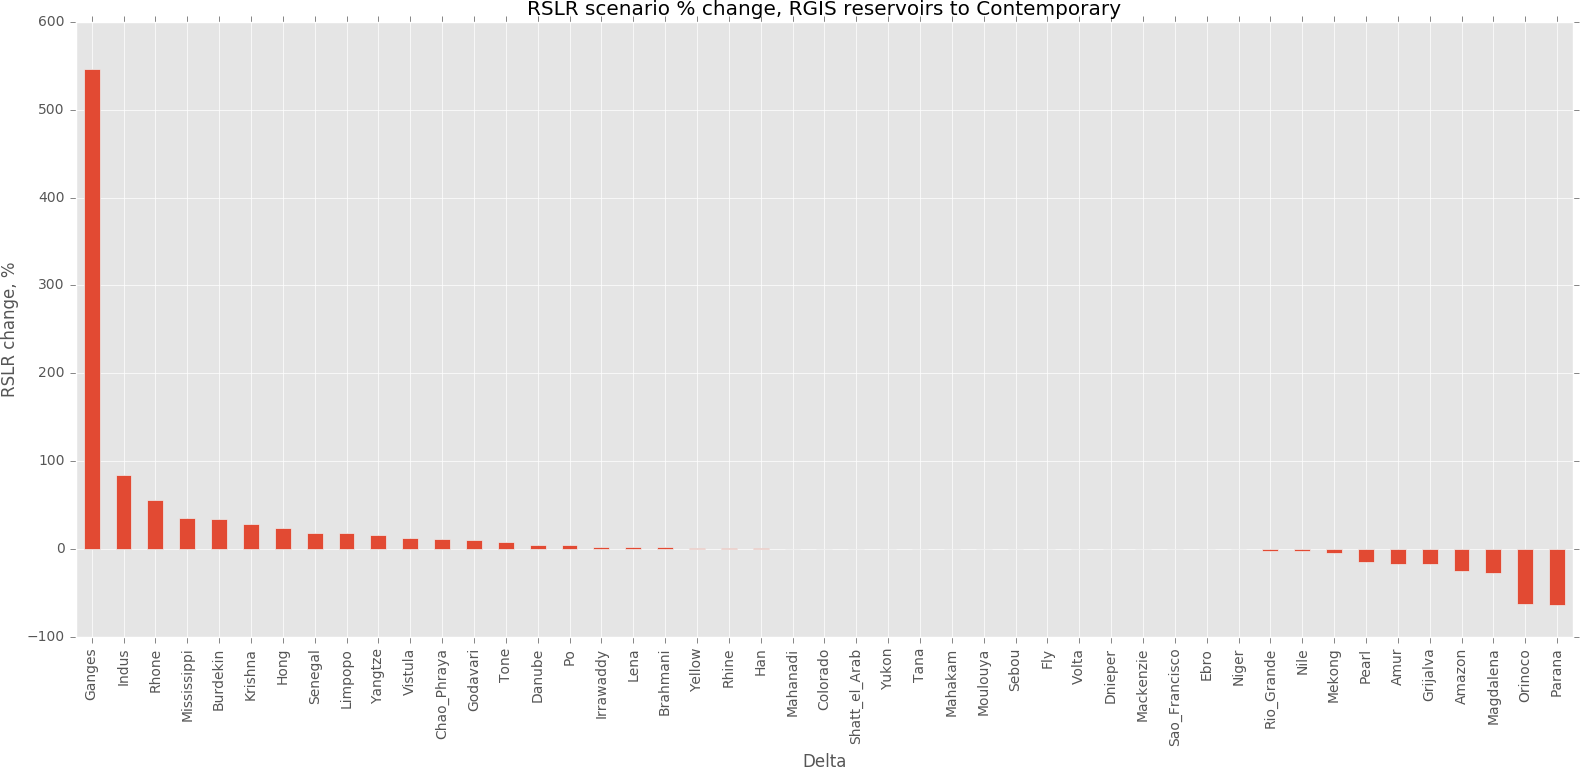 RSLR scenario % change, RGIS reservoirs to Contemporary
600
500
400
300
200
100
0
−100
RSLR change, %
Ganges
Indus
Rhone
Mississippi
Burdekin
Krishna
Hong
Senegal
Limpopo
Yangtze
Vistula
Chao_Phraya
Godavari
Tone
Danube
Po
Irrawaddy
Lena
Brahmani
Yellow
Rhine
Han
Mahanadi
Colorado
Shatt_el_Arab
Yukon
Tana
Mahakam
Moulouya
Sebou
Fly
Volta
Dnieper
Mackenzie
Sao_Francisco
Ebro
Niger
Rio_Grande
Nile
Mekong
Pearl
Amur
Grijalva
Amazon
Magdalena
Orinoco
Parana
Delta